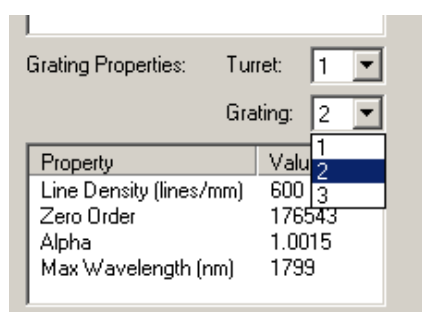 Grating Properties: Turret: 1
Grating: 2
1
2
3
Property Valu
Line Density (lines/mm) 600
Zero Order 176543
Alpha 1.0015
Max Wavelength (nm) 1799